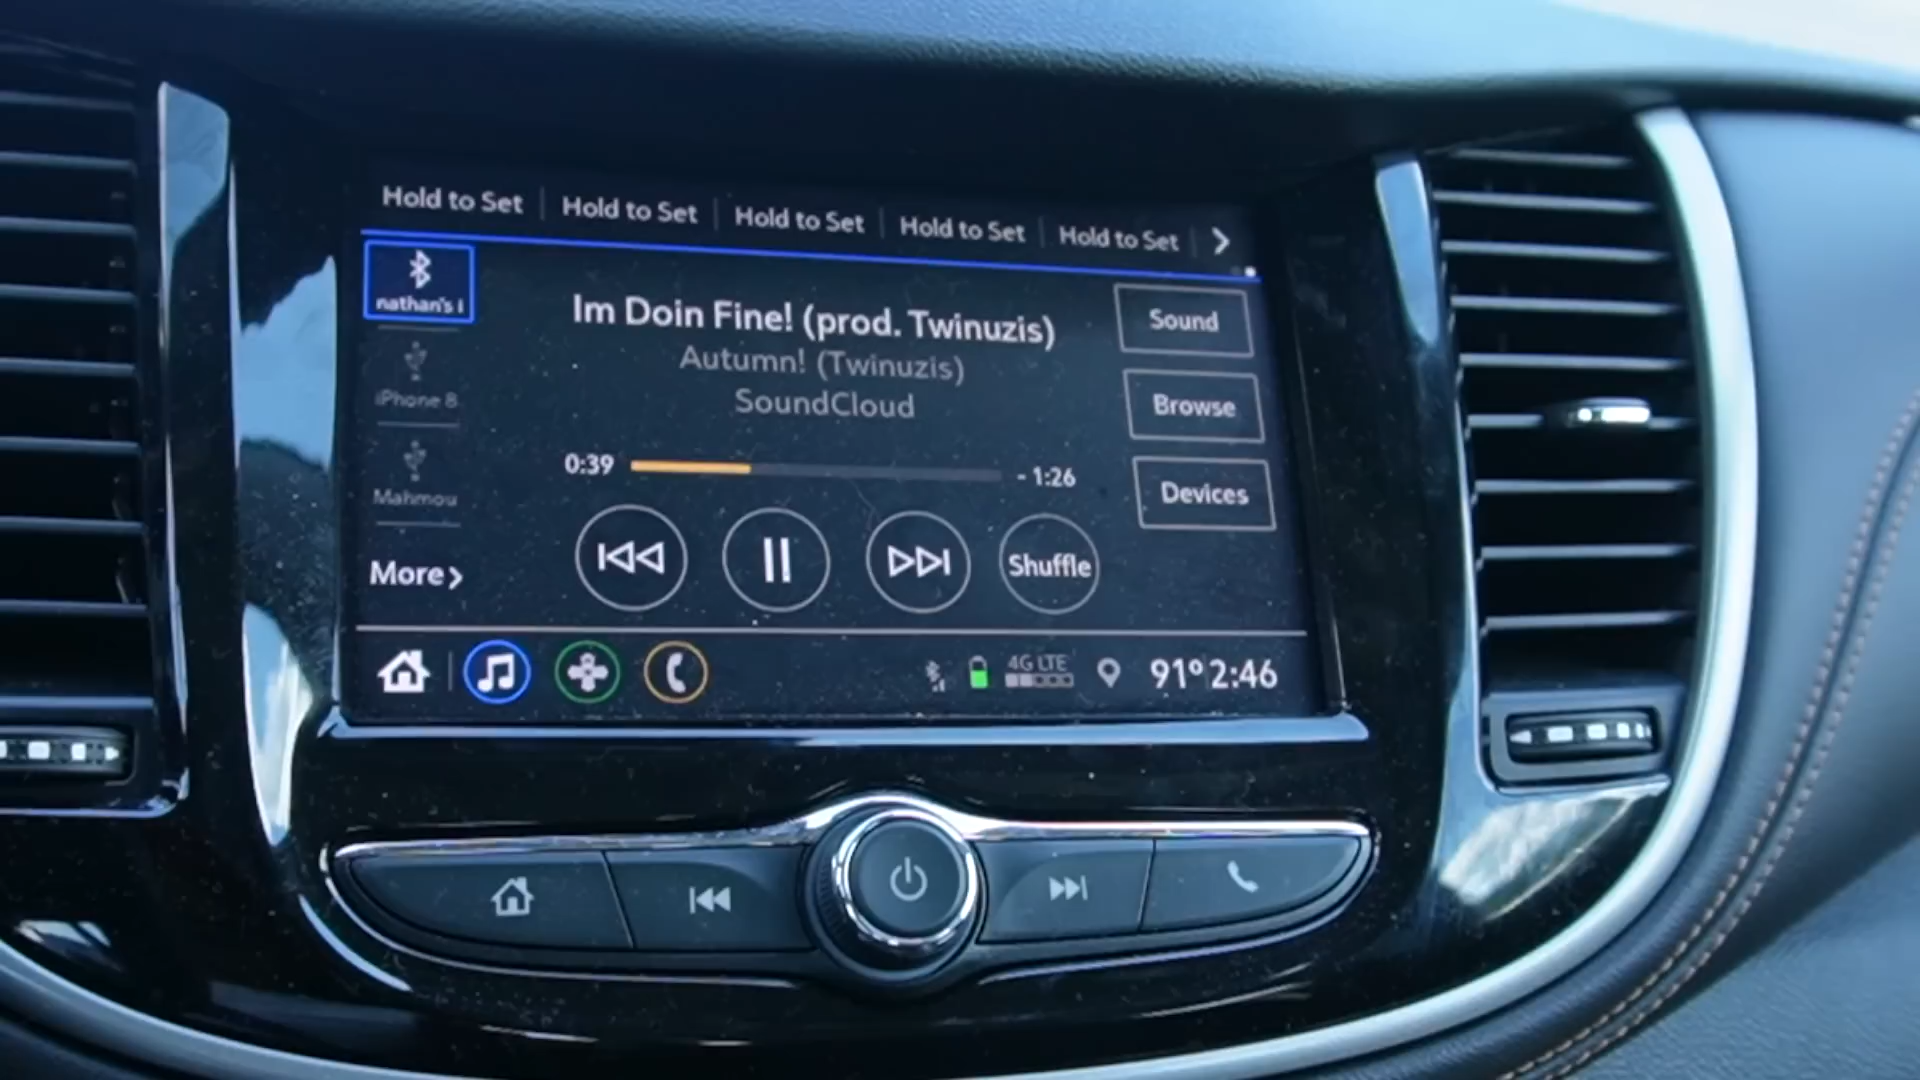 Hold to Set Hold to Set Hold to Set Hold to Set Hold to Set
nathan's i
Im Doin Fine! (prod. Twinuzis)
Sound
Autumn! (Twinuzis)
iPhone 8
SoundCloud
Browse
0:39 - 1:26
Mahmou
Devices
More
Shuffle
4G LTE
91° 2:46